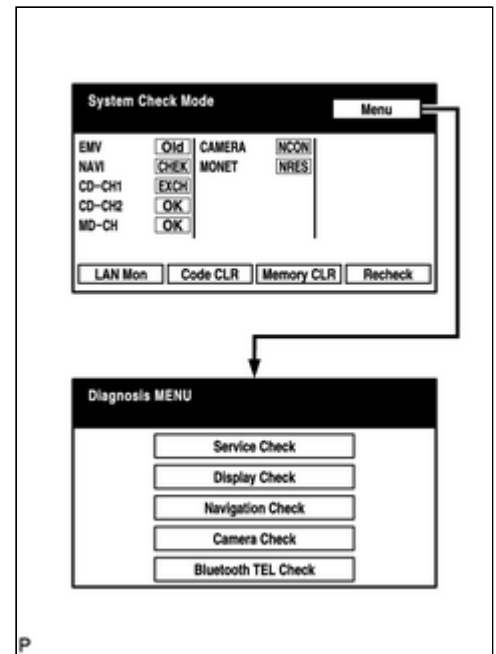 System Check Mode
Menu
EMV Old CAMERA NCON
NAVI CHEK MONET NRES
CD-CH1 EXCH
CD-CH2 OK
MD-CH OK
LAN Mon Code CLR Memory CLR Recheck
Diagnosis MENU
Service Check
Display Check
Navigation Check
Camera Check
Bluetooth TEL Check
P